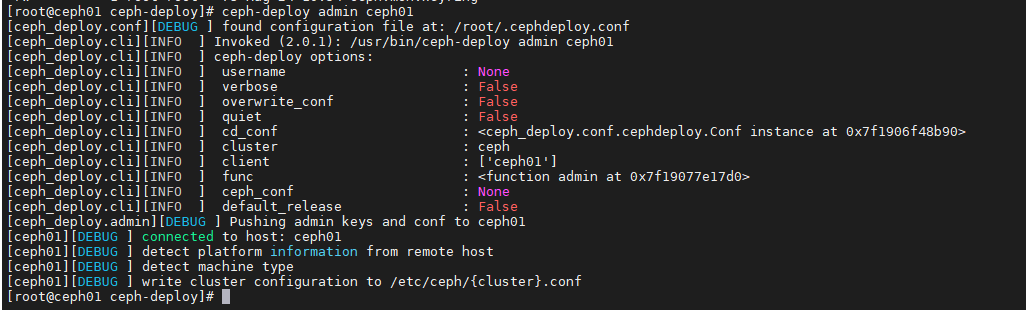 [root@ceph01 ceph-deploy]# ceph-deploy admin ceph01
[ceph_deploy.conf][DEBUG ] found configuration file at: /root/.cephdeploy.conf
[ceph_deploy.cli][INFO  ] Invoked (2.0.1): /usr/bin/ceph-deploy admin ceph01
[ceph_deploy.cli][INFO  ] ceph-deploy options:
[ceph_deploy.cli][INFO  ]  username                      : None
[ceph_deploy.cli][INFO  ]  verbose                       : False
[ceph_deploy.cli][INFO  ]  overwrite_conf                : False
[ceph_deploy.cli][INFO  ]  quiet                         : False
[ceph_deploy.cli][INFO  ]  cd_conf                       : <ceph_deploy.conf.cephdeploy.Conf instance at 0x7f1906f48b90>
[ceph_deploy.cli][INFO  ]  cluster                       : ceph
[ceph_deploy.cli][INFO  ]  client                        : ['ceph01']
[ceph_deploy.cli][INFO  ]  func                          : <function admin at 0x7f19077e17d0>
[ceph_deploy.cli][INFO  ]  ceph_conf                     : None
[ceph_deploy.cli][INFO  ]  default_release               : False
[ceph_deploy.admin][DEBUG ] Pushing admin keys and conf to ceph01
[ceph01][DEBUG ] connected to host: ceph01
[ceph01][DEBUG ] detect platform information from remote host
[ceph01][DEBUG ] detect machine type
[ceph01][DEBUG ] write cluster configuration to /etc/ceph/{cluster}.conf
[root@ceph01 ceph-deploy]#